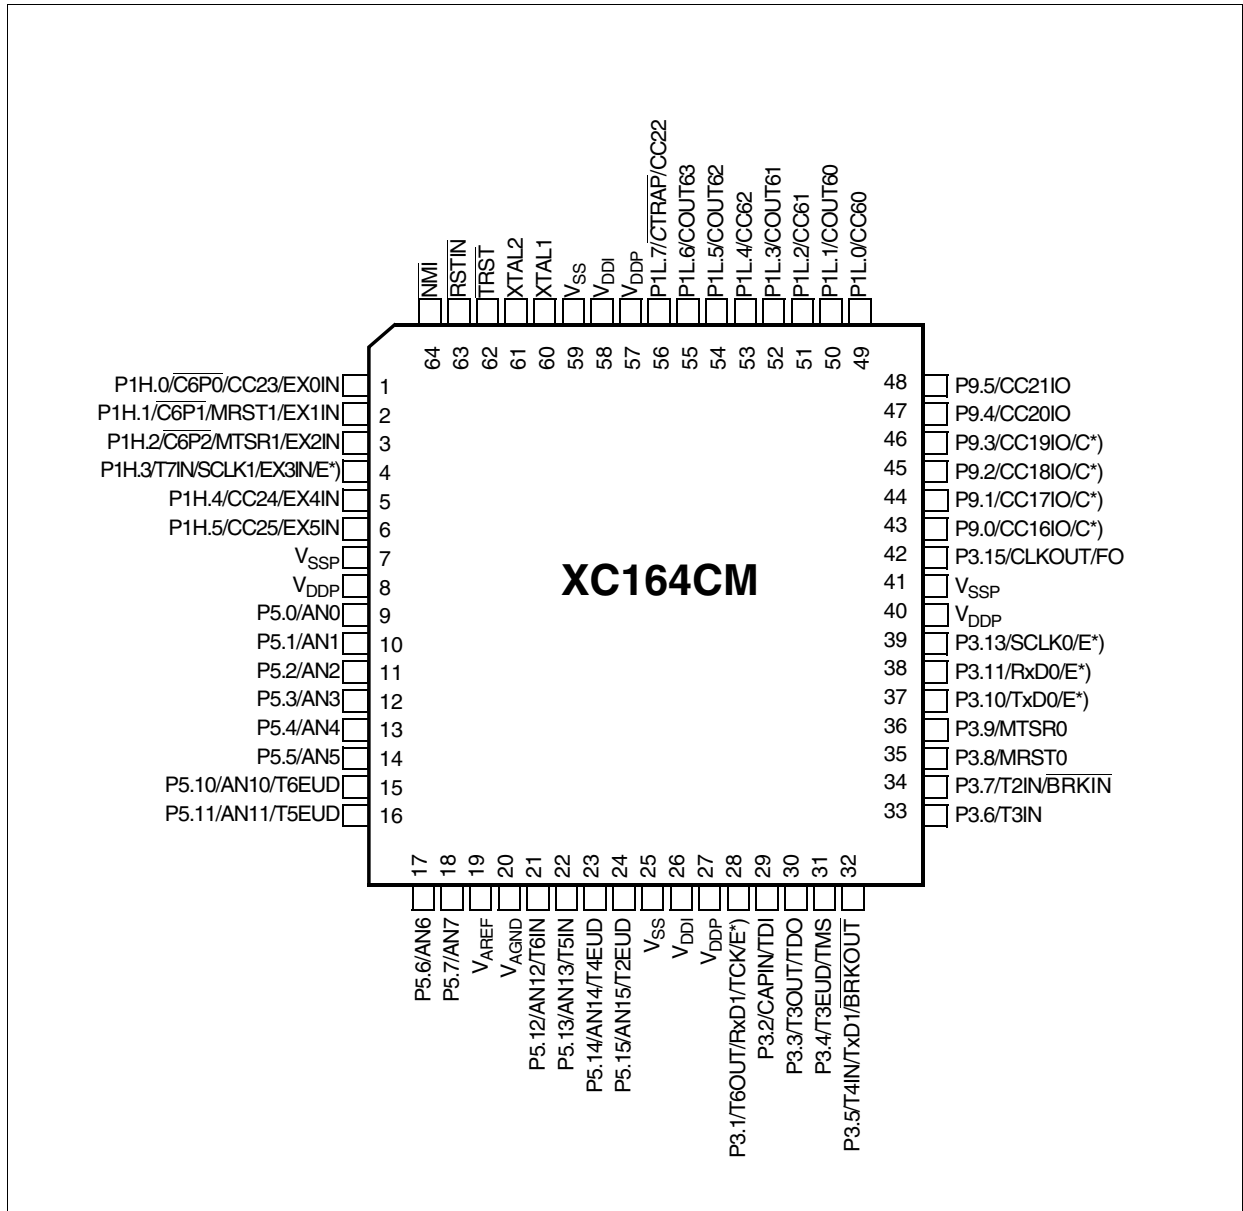 NMI
RSTIN
TRST
XTAL2
XTAL1
VSS
VDDI
VDDP
P1L.7/CTRAP/CC22
P1L.6/COUT63
P1L.5/COUT62
P1L.4/CC62
P1L.3/COUT61
P1L.2/CC61
P1L.1/COUT60
P1L.0/CC60
64
63
62
61
60
59
58
57
56
55
54
53
52
51
50
49
P1H.0/C6P0/CC23/EX0IN 1
P1H.1/C6P1/MRST1/EX1IN 2
P1H.2/C6P2/MTSR1/EX2IN 3
P1H.3/T7IN/SCLK1/EX3IN/E*) 4
P1H.4/CC24/EX4IN 5
P1H.5/CC25/EX5IN 6
VSSP 7
VDDP 8
P5.0/AN0 9
P5.1/AN1 10
P5.2/AN2 11
P5.3/AN3 12
P5.4/AN4 13
P5.5/AN5 14
P5.10/AN10/T6EUD 15
P5.11/AN11/T5EUD 16
XC164CM
48 P9.5/CC21IO
47 P9.4/CC20IO
46 P9.3/CC19IO/C*)
45 P9.2/CC18IO/C*)
44 P9.1/CC17IO/C*)
43 P9.0/CC16IO/C*)
42 P3.15/CLKOUT/FO
41 VSSP
40 VDDP
39 P3.13/SCLK0/E*)
38 P3.11/RxD0/E*)
37 P3.10/TxD0/E*)
36 P3.9/MTSR0
35 P3.8/MRST0
34 P3.7/T2IN/BRKIN
33 P3.6/T3IN
17
18
19
20
21
22
23
24
25
26
27
28
29
30
31
32
P5.6/AN6
P5.7/AN7
VAREF
VAGND
P5.12/AN12/T6IN
P5.13/AN13/T5IN
P5.14/AN14/T4EUD
P5.15/AN15/T2EUD
VSS
VDDI
VDDP
P3.1/T6OUT/RxD1/TCK/E*)
P3.2/CAPIN/TDI
P3.3/T3OUT/TDO
P3.4/T3EUD/TMS
P3.5/T4IN/TxD1/BRKOUT